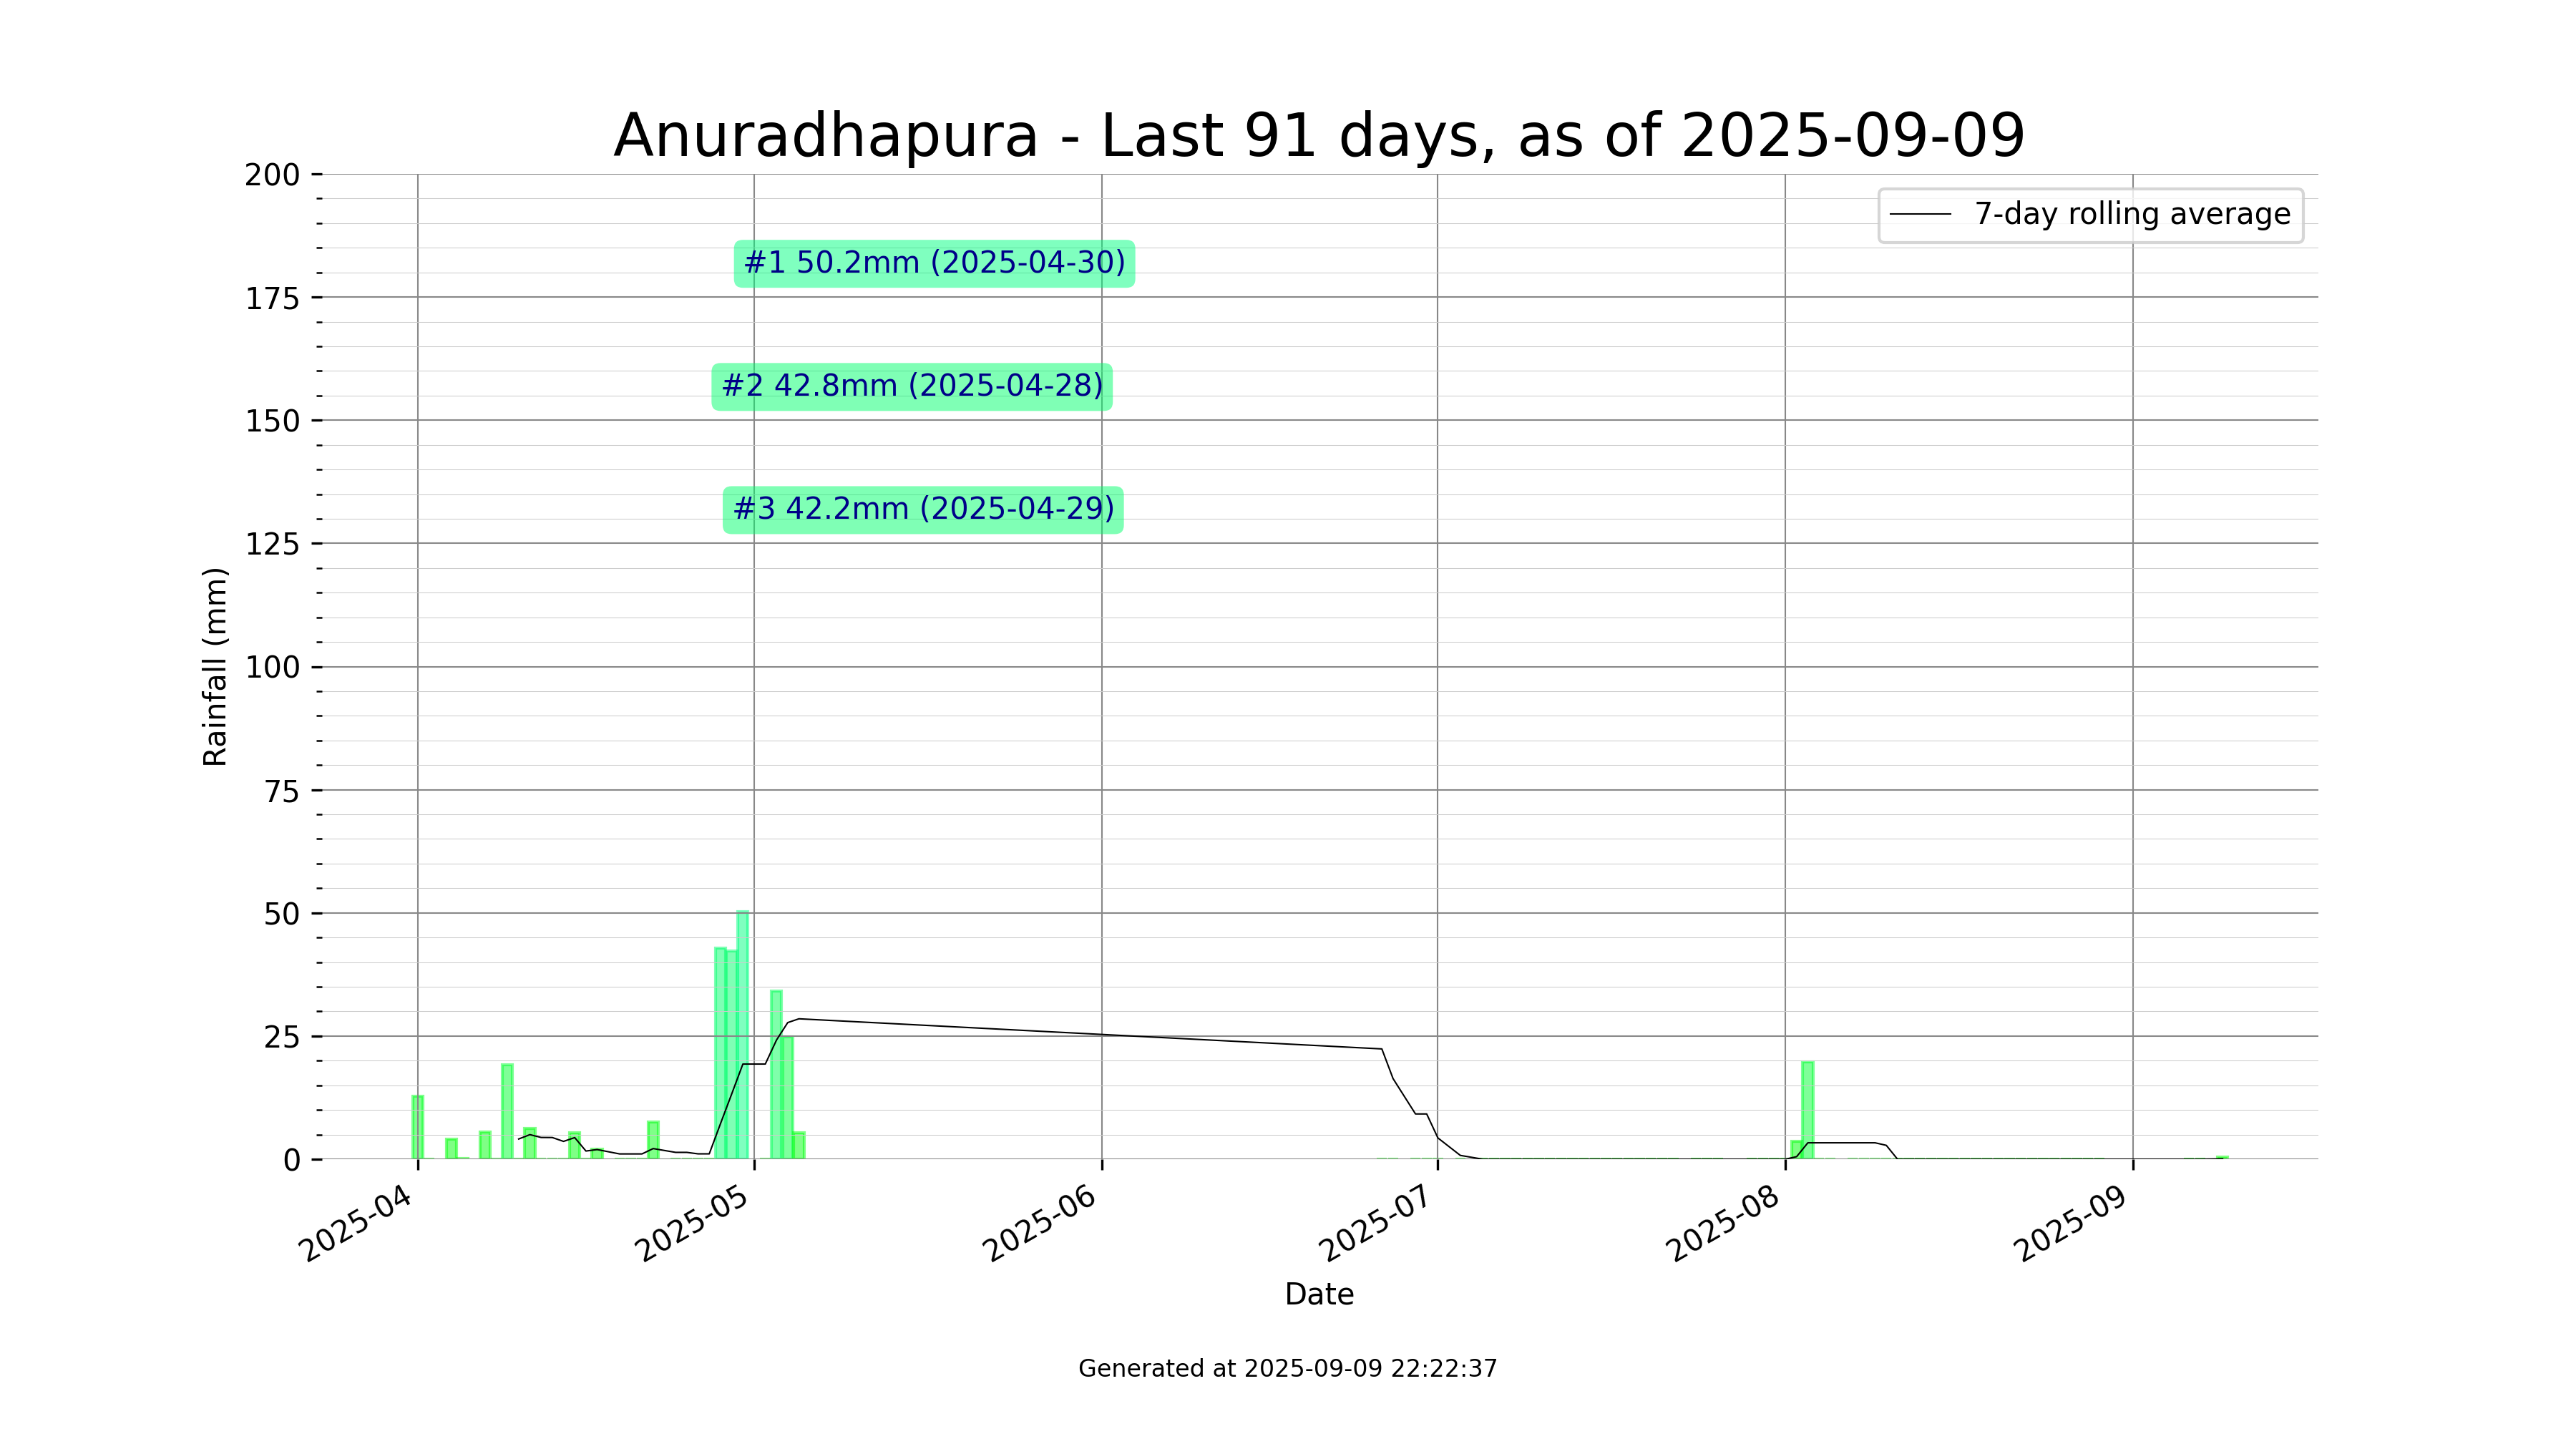 Anuradhapura - Last 91 days, as of 2025-09-09
7-day rolling average
#1 50.2mm (2025-04-30)
#2 42.8mm (2025-04-28)
#3 42.2mm (2025-04-29)
Rainfall (mm)
200
175
150
125
100
75
50
25
0
2025-04
2025-05
2025-06
2025-07
2025-08
2025-09
Date
Generated at 2025-09-09 22:22:37